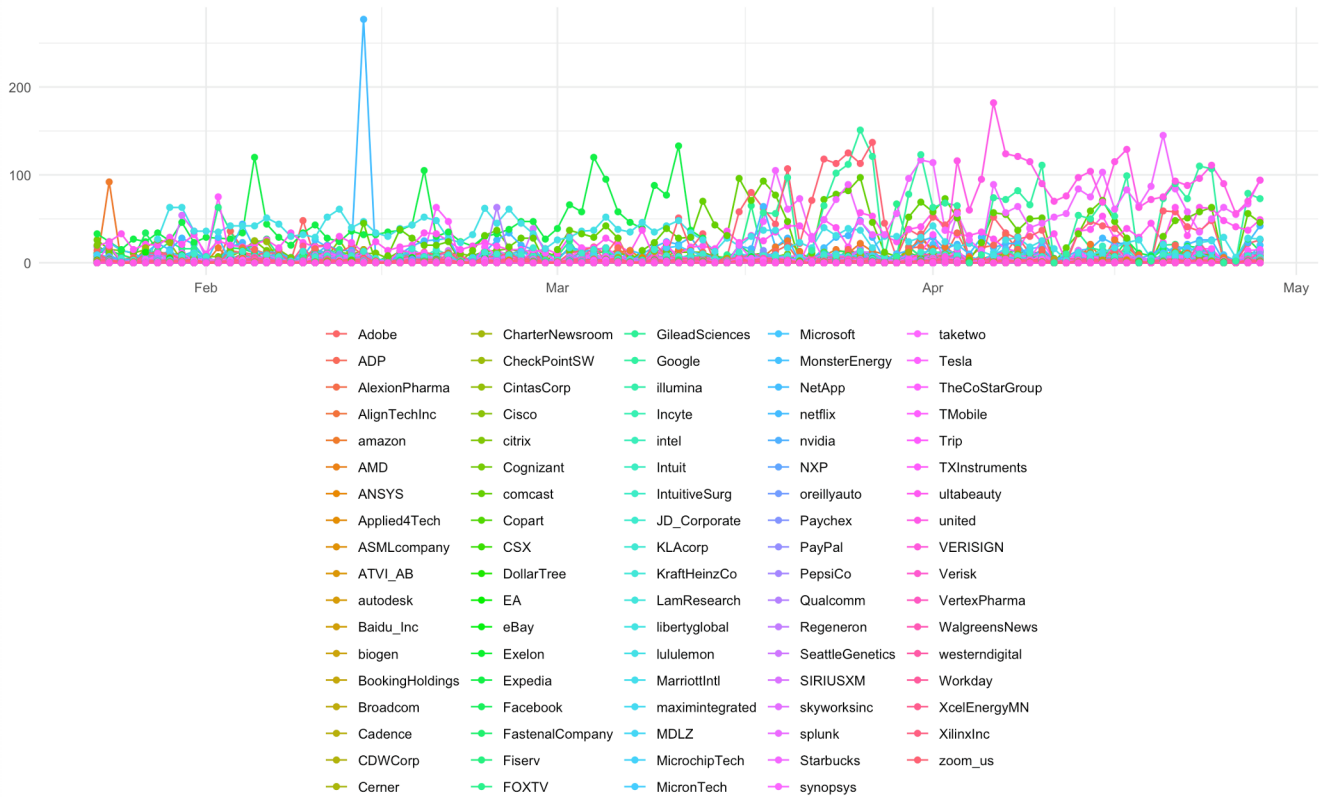 200
100
0
Feb Mar Apr May
Adobe CharterNewsroom GileadSciences Microsoft taketwo
ADP CheckPointSW Google MonsterEnergy Tesla
AlexionPharma CintasCorp illumina NetApp TheCoStarGroup
AlignTechInc Cisco Incyte netflix TMobile
amazon citrix intel nvidia Trip
AMD Cognizant Intuit NXP TXInstruments
ANSYS comcast IntuitiveSurg oreillyauto ultabeauty
Applied4Tech Copart JD_Corporate Paychex united
ASMLcompany CSX KLAcorp PayPal VERISIGN
ATVI_AB DollarTree KraftHeinzCo PepsiCo Verisk
autodesk EA LamResearch Qualcomm VertexPharma
Baidu_Inc eBay libertyglobal Regeneron WalgreensNews
biogen Exelon lululemon SeattleGenetics westerndigital
BookingHoldings Expedia MarriottIntl SIRIUSXM Workday
Broadcom Facebook maximintegrated skyworksinc XcelEnergyMN
Cadence FastenalCompany MDLZ splunk XilinxInc
CDWCorp Fiserv MicrochipTech Starbucks zoom_us
Cerner FOXTV MicronTech synopsys